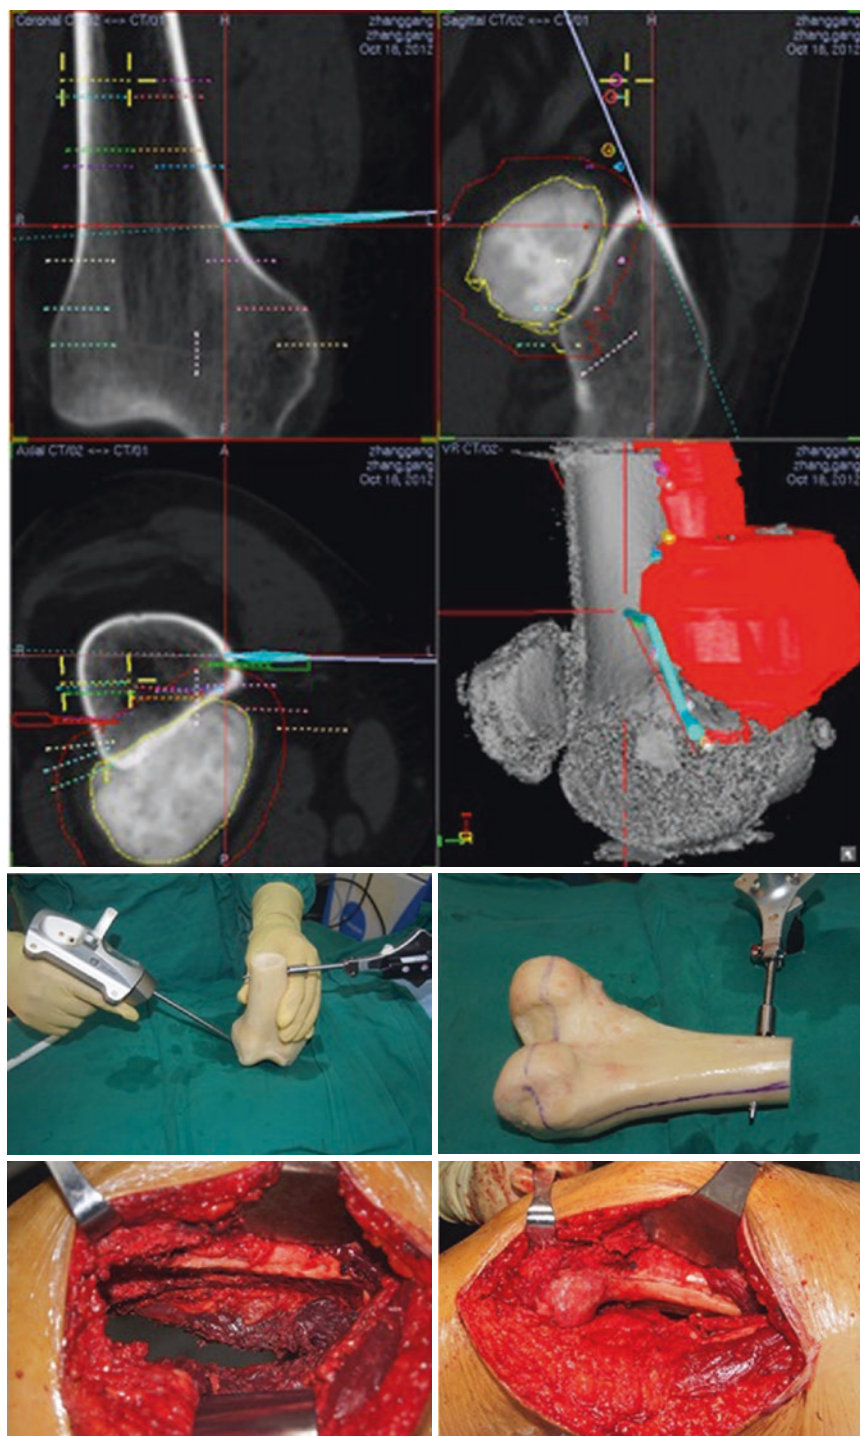 Coronal CT/02 <-> CT/01
H
zhanggang
zhang,gang
Oct 18, 2012
R
L
F
Sagittal CT/02 <-> CT/01
H
zhanggang
zhang,gang
Oct 18, 2012
P
A
F
Axial CT/02 <-> CT/01
A
zhanggang
zhang,gang
Oct 18, 2012
R
L
P
VR CT/02-
zhanggang
zhang,gang
Oct 18, 2012